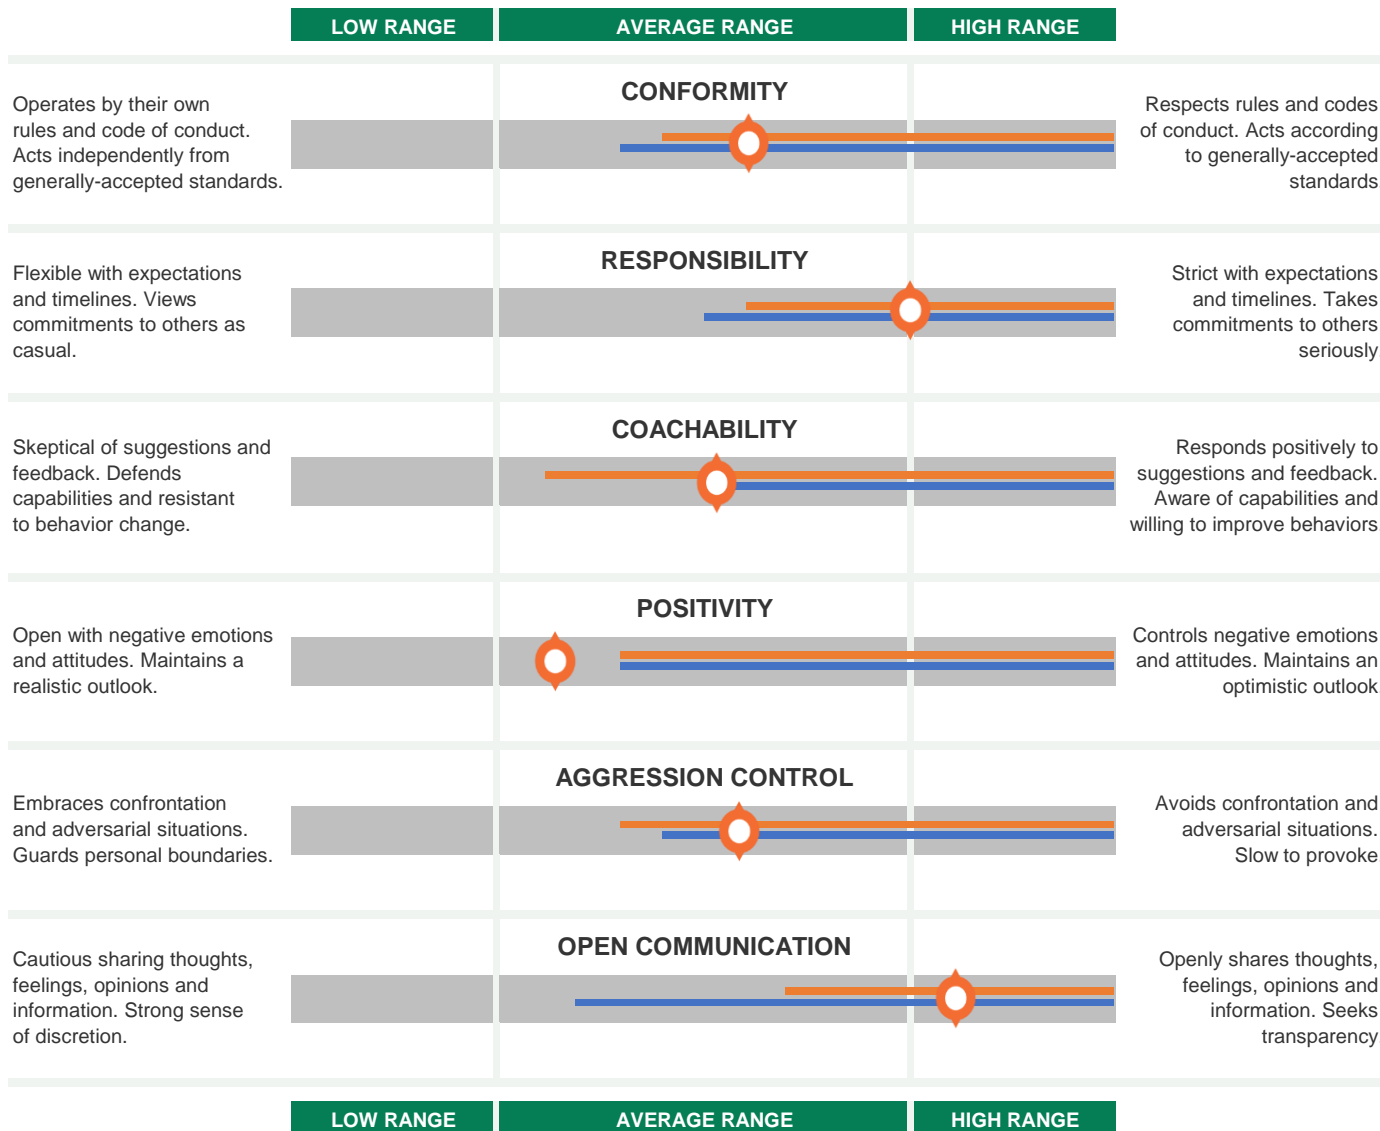 LOW RANGE AVERAGE RANGE HIGH RANGE
CONFORMITY
Operates by their own
rules and code of conduct.
Acts independently from
generally-accepted standards.
Respects rules and codes
of conduct. Acts according
to generally-accepted
standards
RESPONSIBILITY
Flexible with expectations
and timelines. Views
commitments to others as
casual.
Strict with expectations
and timelines. Takes
commitments to others
seriously
COACHABILITY
Skeptical of suggestions and
feedback. Defends
capabilities and resistant
to behavior change.
Responds positively to
suggestions and feedback.
Aware of capabilities and
willing to improve behaviors
POSITIVITY
Open with negative emotions
and attitudes. Maintains a
realistic outlook.
Controls negative emotions
and attitudes. Maintains an
optimistic outlook
AGGRESSION CONTROL
Embraces confrontation
and adversarial situations.
Guards personal boundaries.
Avoids confrontation and
adversarial situations.
Slow to provoke
OPEN COMMUNICATION
Cautious sharing thoughts,
feelings, opinions and
information. Strong sense
of discretion.
Openly shares thoughts,
feelings, opinions and
information. Seeks
transparency
LOW RANGE AVERAGE RANGE HIGH RANGE